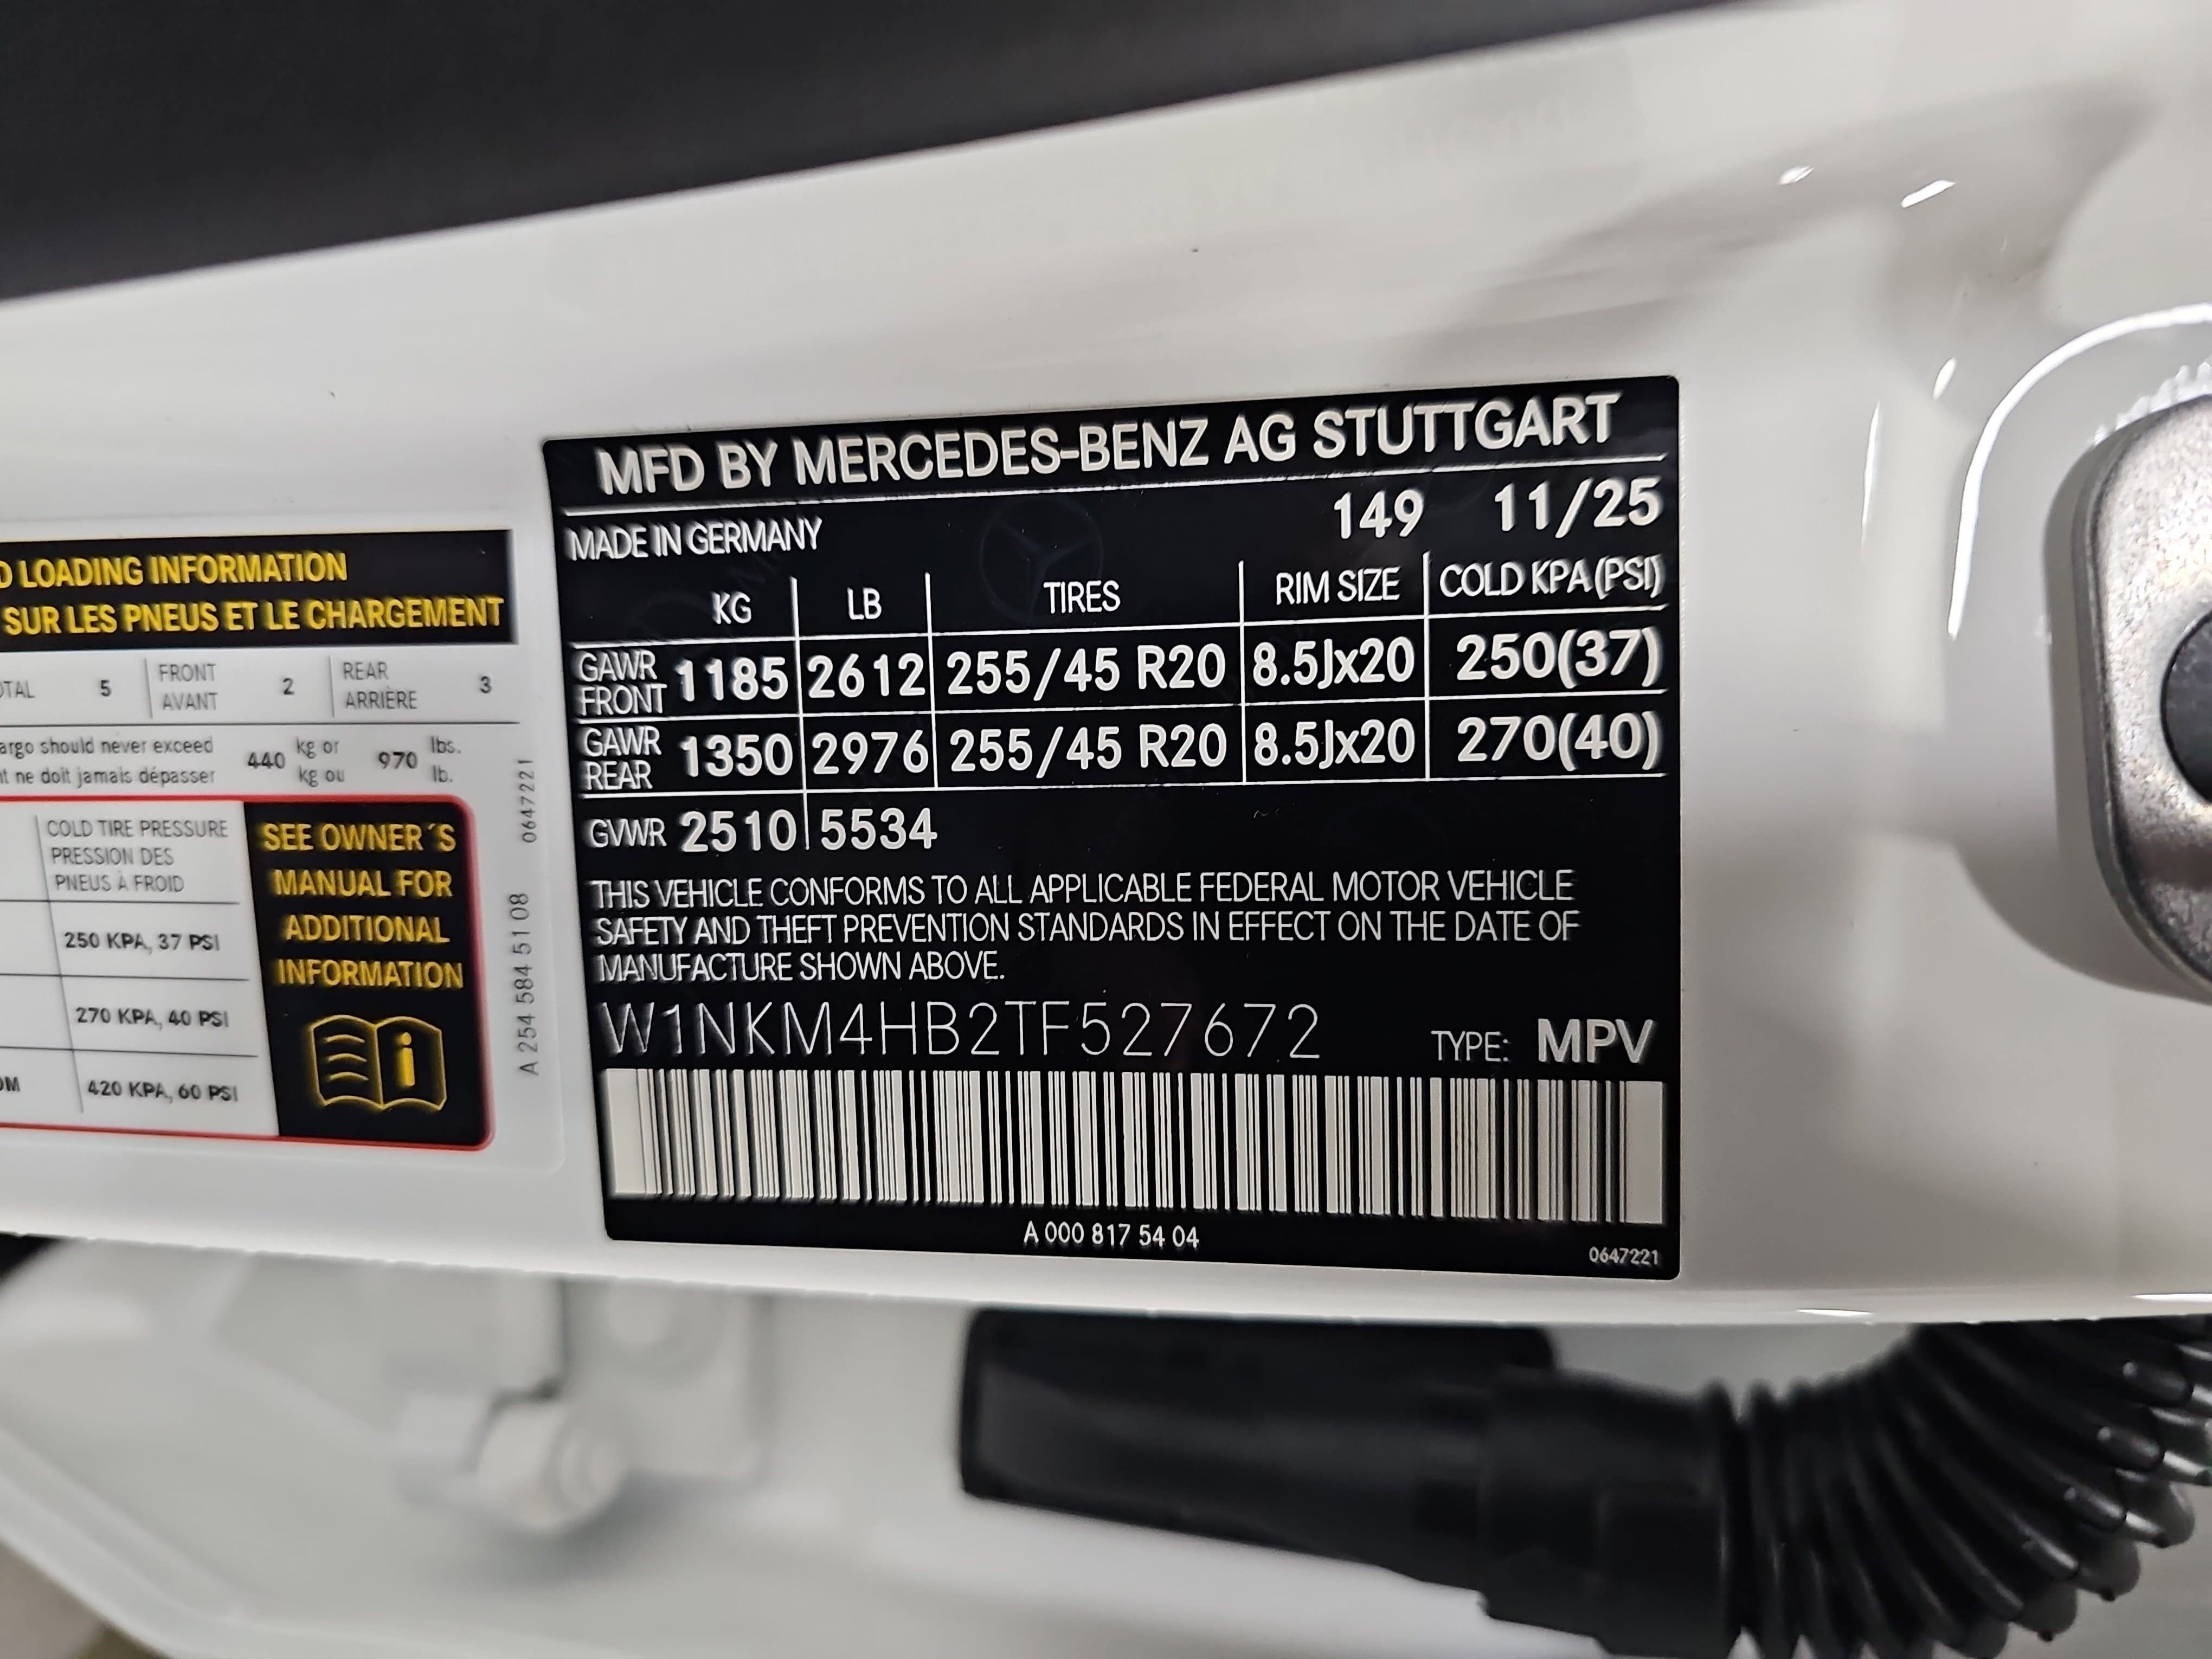 D LOADING INFORMATION
SUR LES PNEUS ET LE CHARGEMENT
5
FRONT
AVANT
2
REAR
ARRIÈRE
3
should never exceed
ne doit jamais dépasser
440
kg or
kg ou
970
lbs.
lb.
COLD TIRE PRESSURE
PRESSION DES
PNEUS À FROID
250 KPA, 37 PSI
270 KPA, 40 PSI
420 KPA, 60 PSI
SEE OWNER´S
MANUAL FOR
ADDITIONAL
INFORMATION
i
A 254 584 51 08 0647221
MFD BY MERCEDES-BENZ AG STUTTGART
149 11/25
MADE IN GERMANY
KG LB TIRES RIM SIZE COLD KPA(PSI)
GAWR
FRONT 1185 2612 255/45 R20 8.5Jx20 250(37)
GAWR
REAR 1350 2976 255/45 R20 8.5Jx20 270(40)
GVWR 2510 5534
THIS VEHICLE CONFORMS TO ALL APPLICABLE FEDERAL MOTOR VEHICLE
SAFETY AND THEFT PREVENTION STANDARDS IN EFFECT ON THE DATE OF
MANUFACTURE SHOWN ABOVE.
W1NKM4HB2TF527672 TYPE: MPV
A 000 817 54 04
0647221